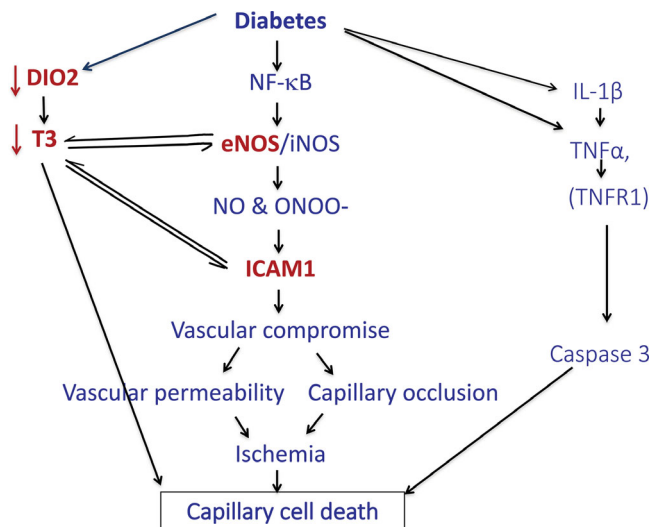 Diabetes
↓ DIO2
NF-κB
IL-1β
↓ T3
eNOS/iNOS
TNFα,
NO & ONOO-
(TNFR1)
ICAM1
Vascular compromise
Caspase 3
Vascular permeability
Capillary occlusion
Ischemia
Capillary cell death